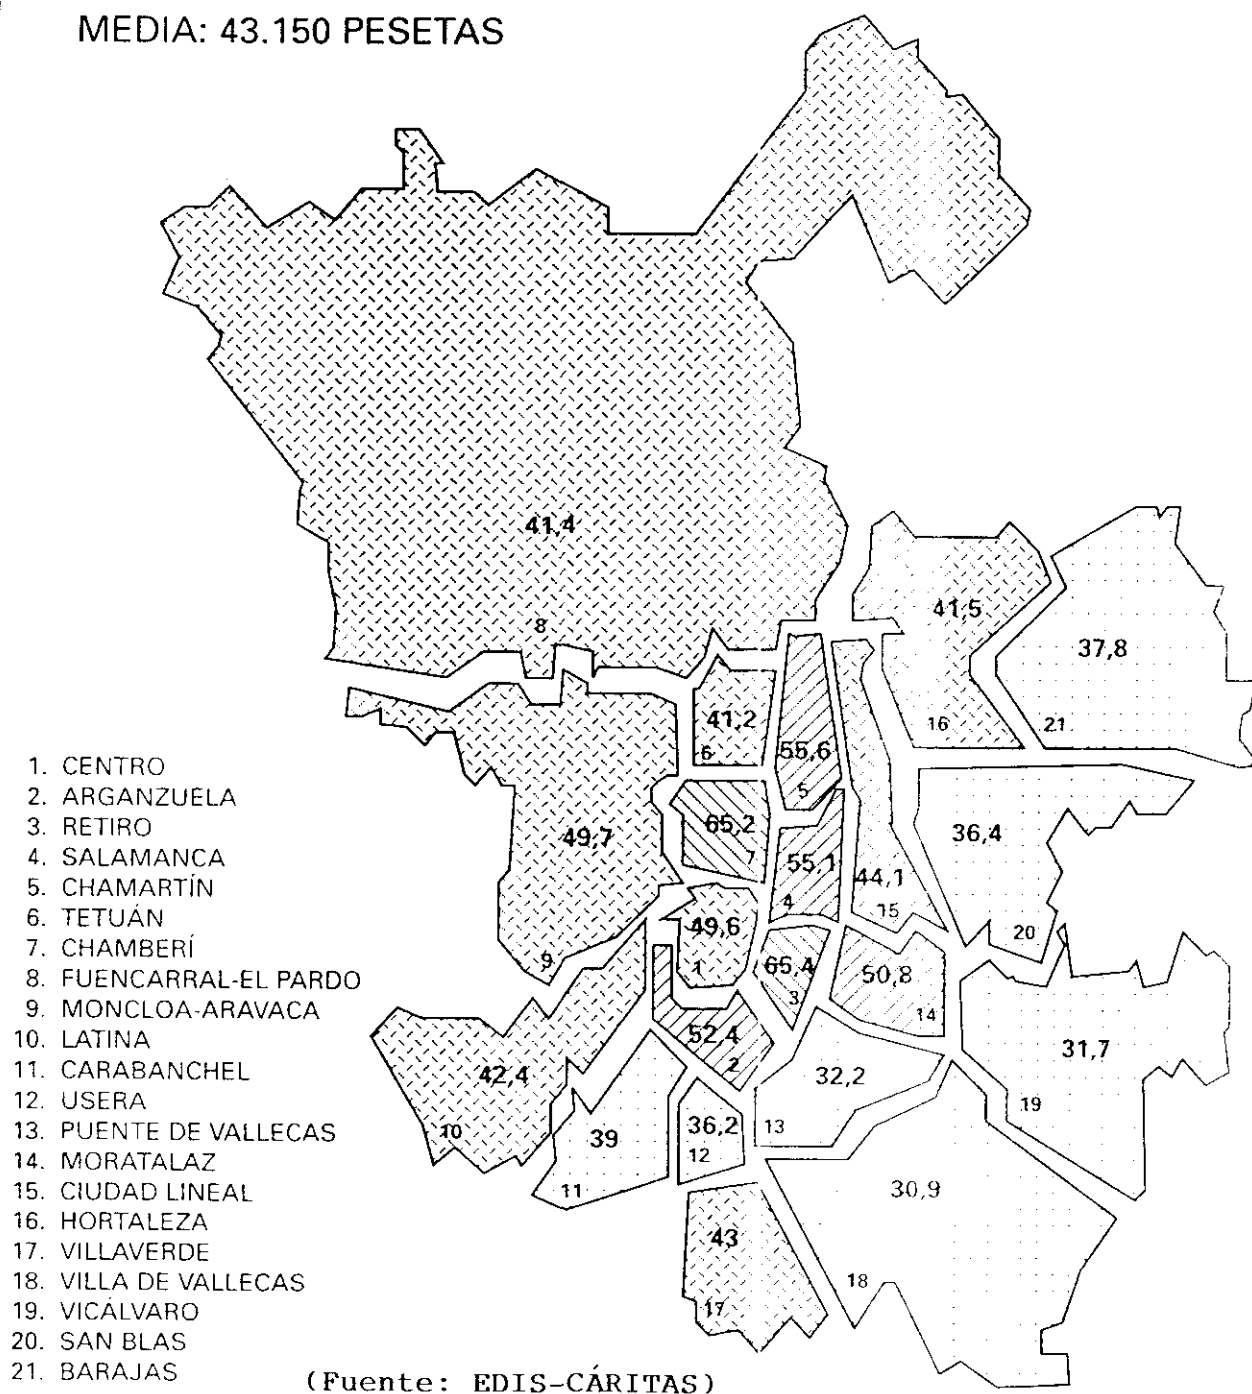 MEDIA: 43.150 PESETAS
41,4
8
41,5
16
37,8
21
41,2
6
55,6
5
49,7
9
65,2
7
55,1
4
44,1
15
36,4
20
49,6
1
65,4
3
50,8
14
52,4
2
42,4
10
39
11
36,2
12
32,2
13
31,7
19
30,9
18
43
17
1. CENTRO
2. ARGANZUELA
3. RETIRO
4. SALAMANCA
5. CHAMARTÍN
6. TETUÁN
7. CHAMBERÍ
8. FUENCARRAL-EL PARDO
9. MONCLOA-ARAVACA
10. LATINA
11. CARABANCHEL
12. USERA
13. PUENTE DE VALLECAS
14. MORATALAZ
15. CIUDAD LINEAL
16. HORTALEZA
17. VILLAVERDE
18. VILLA DE VALLECAS
19. VICÁLVARO
20. SAN BLAS
21. BARAJAS
(Fuente: EDIS-CÁRITAS)